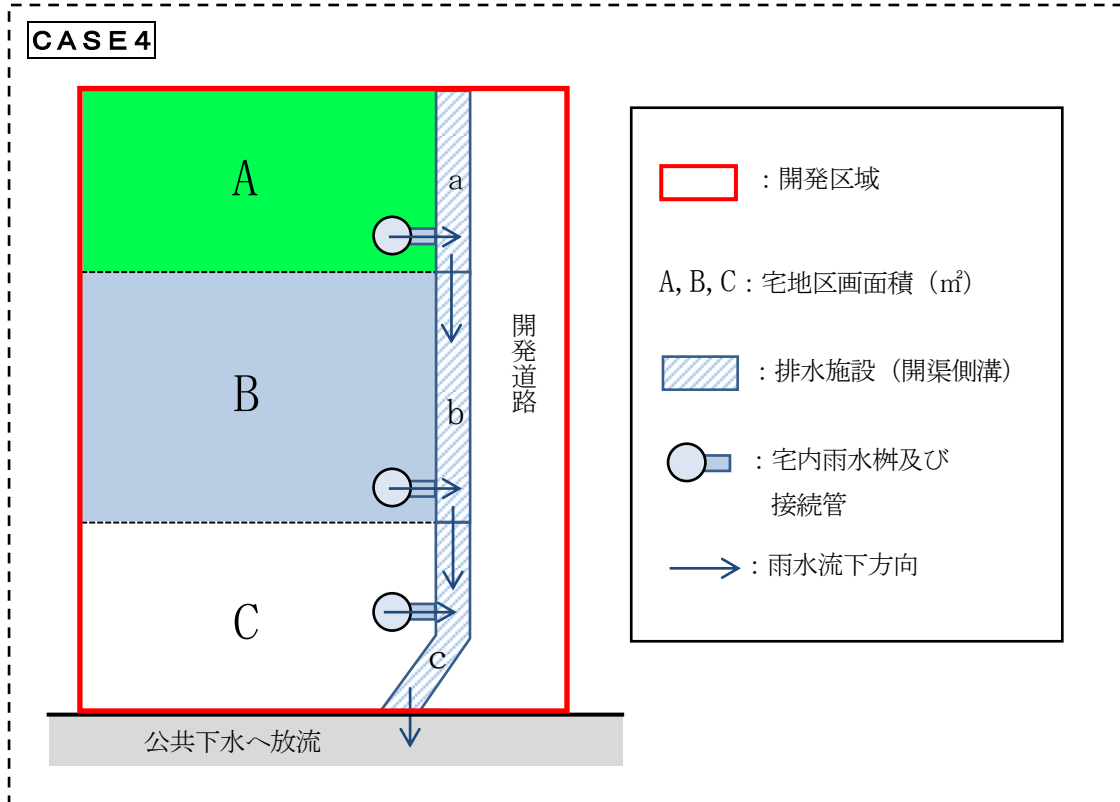 CASE4
A
a
B
b
C
c
開発道路
公共下水へ放流
：開発区域
A, B, C：宅地区画面積（㎡）
：排水施設（開渠側溝）
：宅内雨水桝及び
接続管
：雨水流下方向